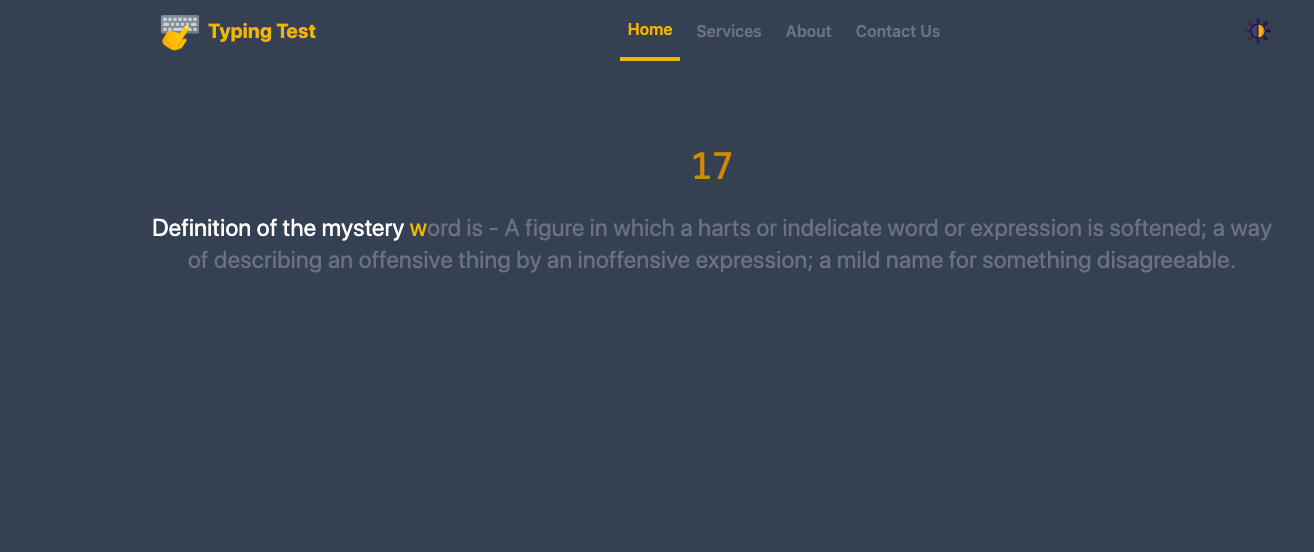 Typing Test
Home Services About Contact Us
17
Definition of the mystery word is - A figure in which a harts or indelicate word or expression is softened; a way
of describing an offensive thing by an inoffensive expression; a mild name for something disagreeable.